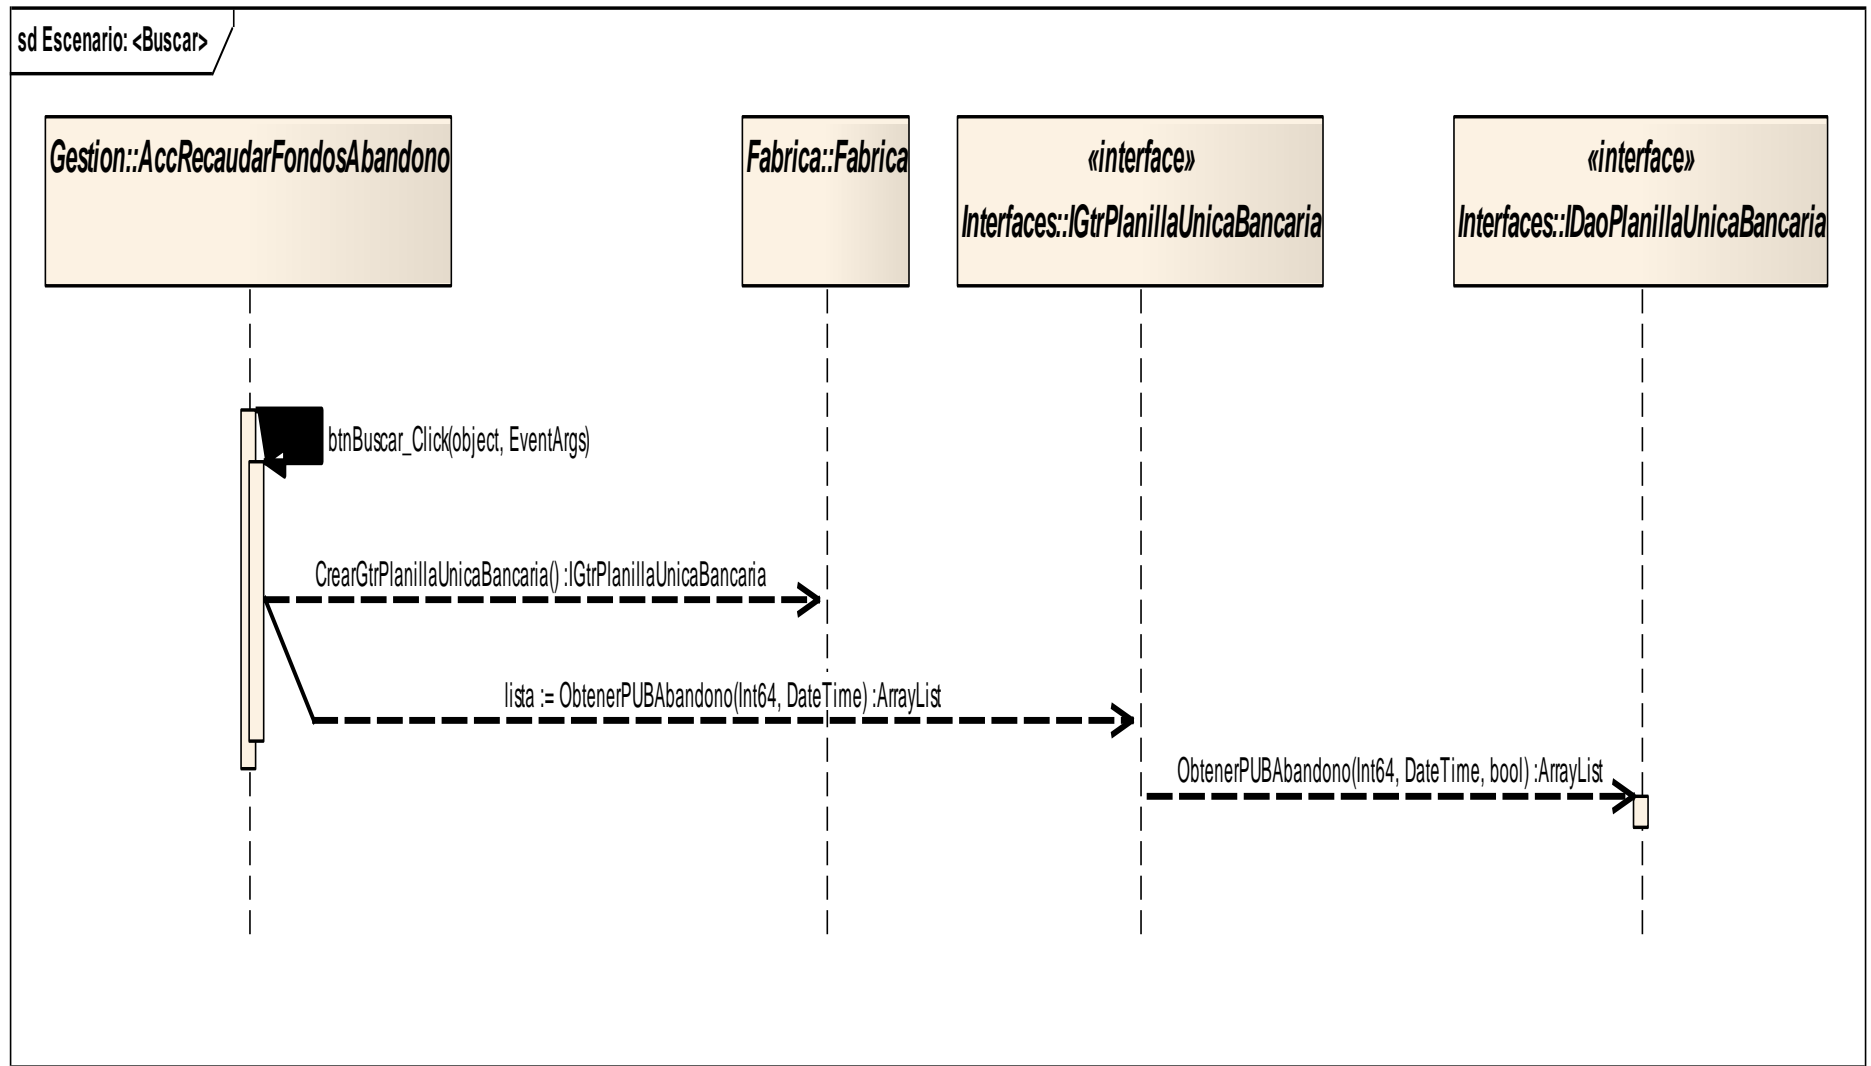 sd Escenario: <Buscar>
Gestion::AccRecaudarFondosAbandono
Fabrica::Fabrica
«interface»
Interfaces::IGtrPlanillaUnicaBancaria
«interface»
Interfaces::IDaoPlanillaUnicaBancaria
btnBuscar_Click(object, EventArgs)
CrearGtrPlanillaUnicaBancaria() :IGtrPlanillaUnicaBancaria
lista := ObtenerPUBAbandono(Int64, DateTime) :ArrayList
ObtenerPUBAbandono(Int64, DateTime, bool) :ArrayList